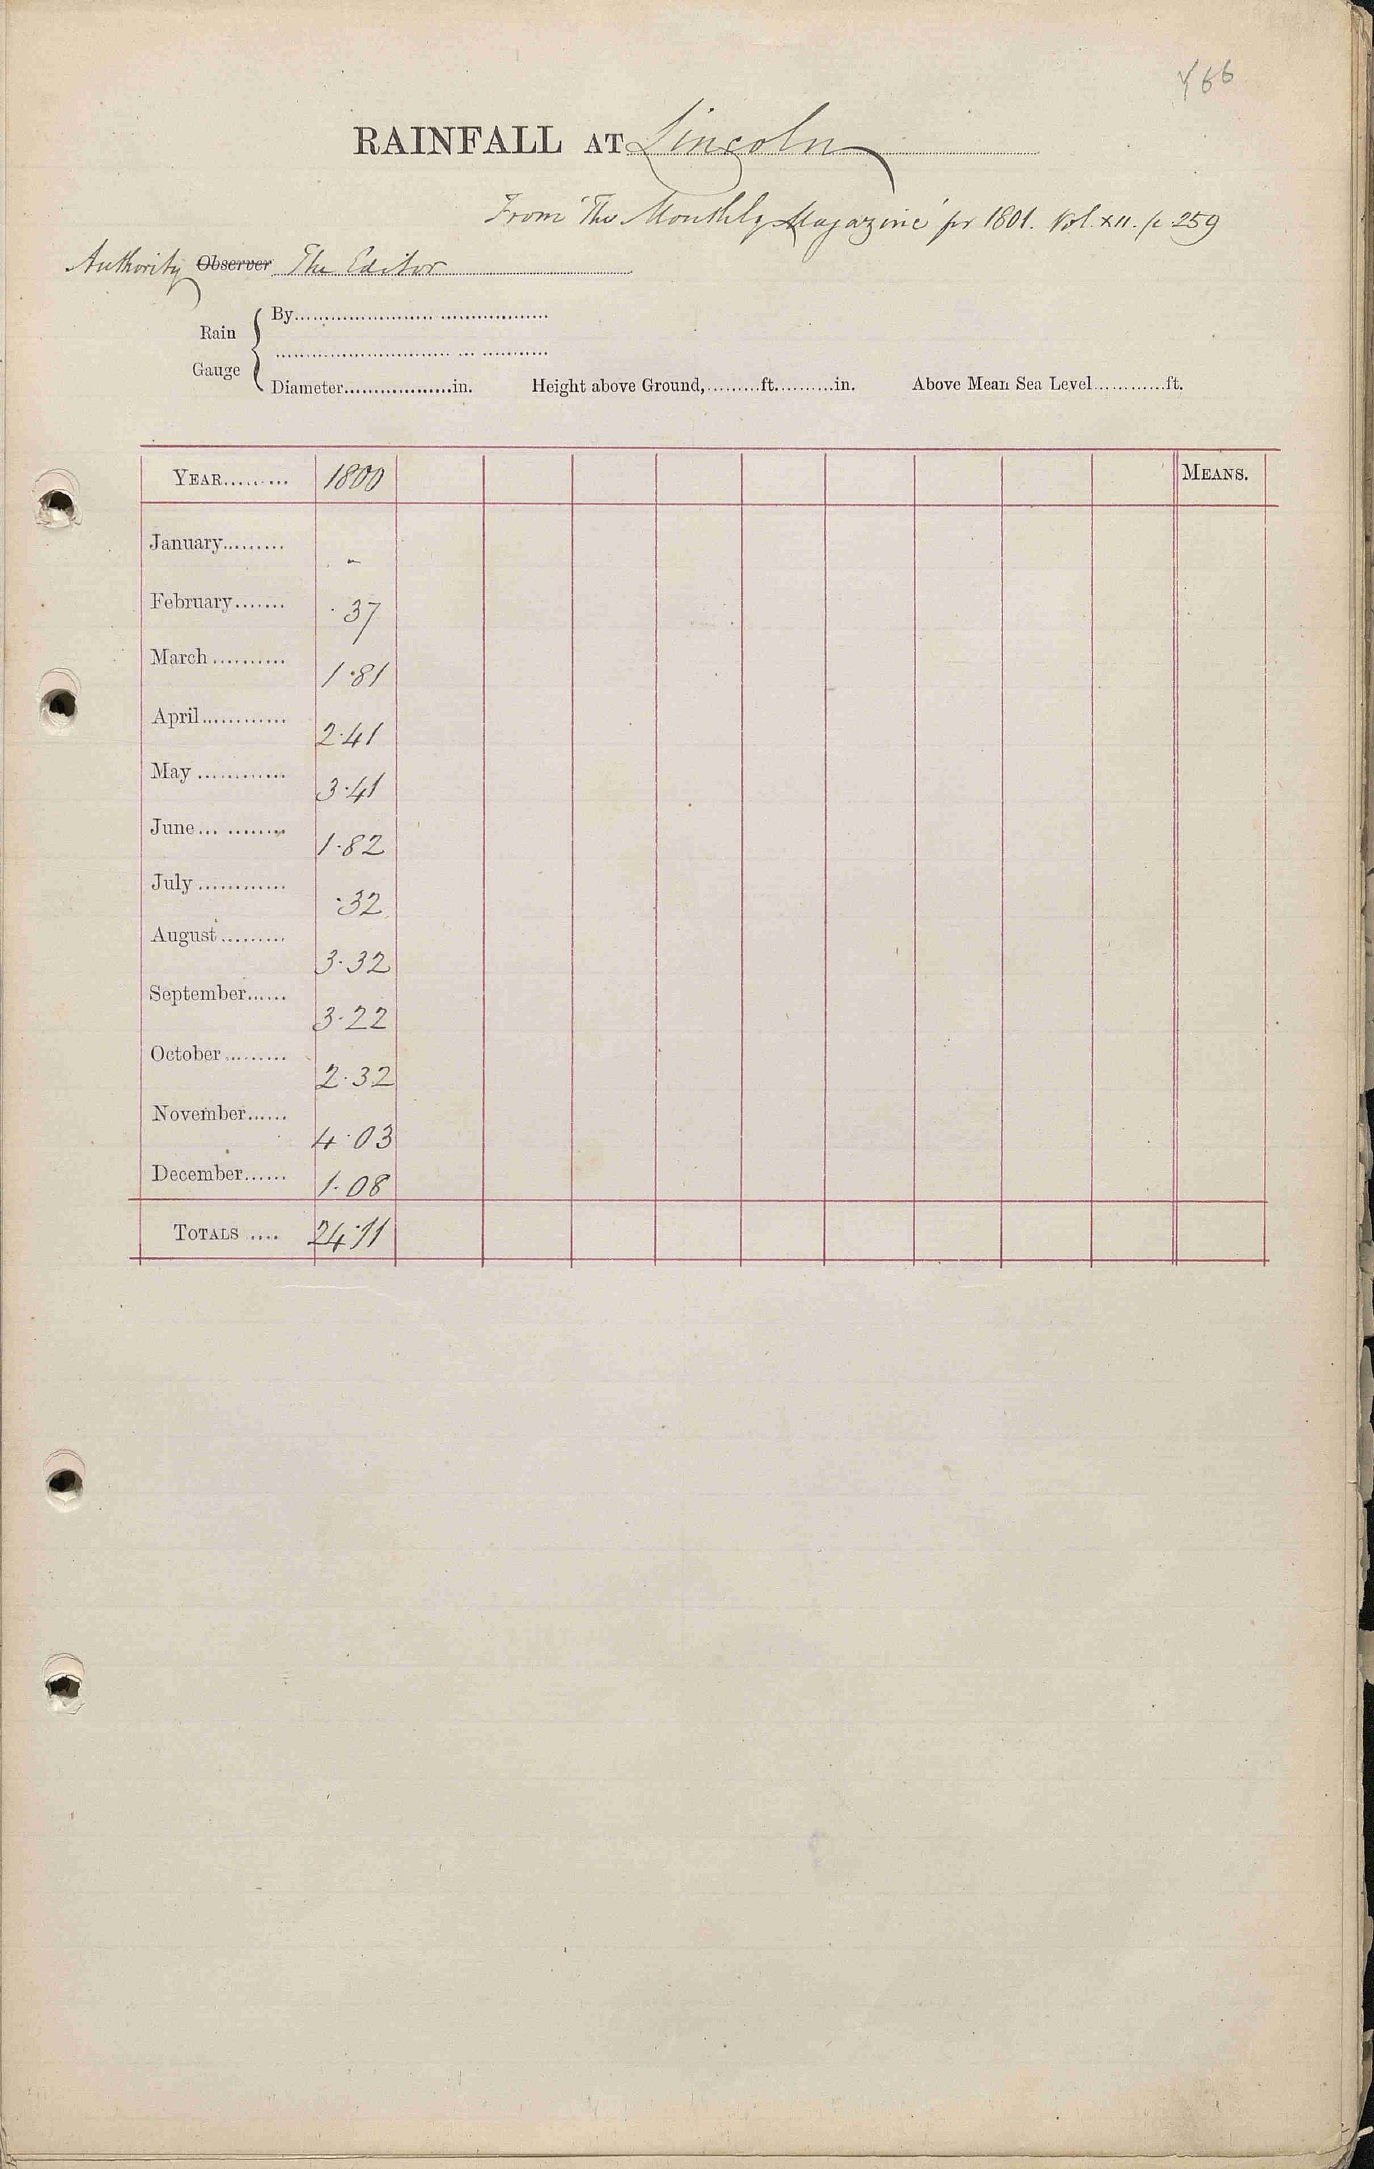 RAINFALL AT Lincoln
From 'The Monthly Magazine' for 1801. Vol. XII. p 259
Authority Observer The Editor
Rain Gauge
By
Diameter..................in. Height above Ground,.........ft..........in. Above Mean Sea Level............ft.
YEAR......... 1800 MEANS.
January......... -
February....... .37
March.......... 1.81
April............ 2.41
May............ 3.41
June... ........ 1.82
July............ .32
August......... 3.32
September...... 3.22
October......... 2.32
November...... 4.03
December...... 1.08
TOTALS .... 24.11